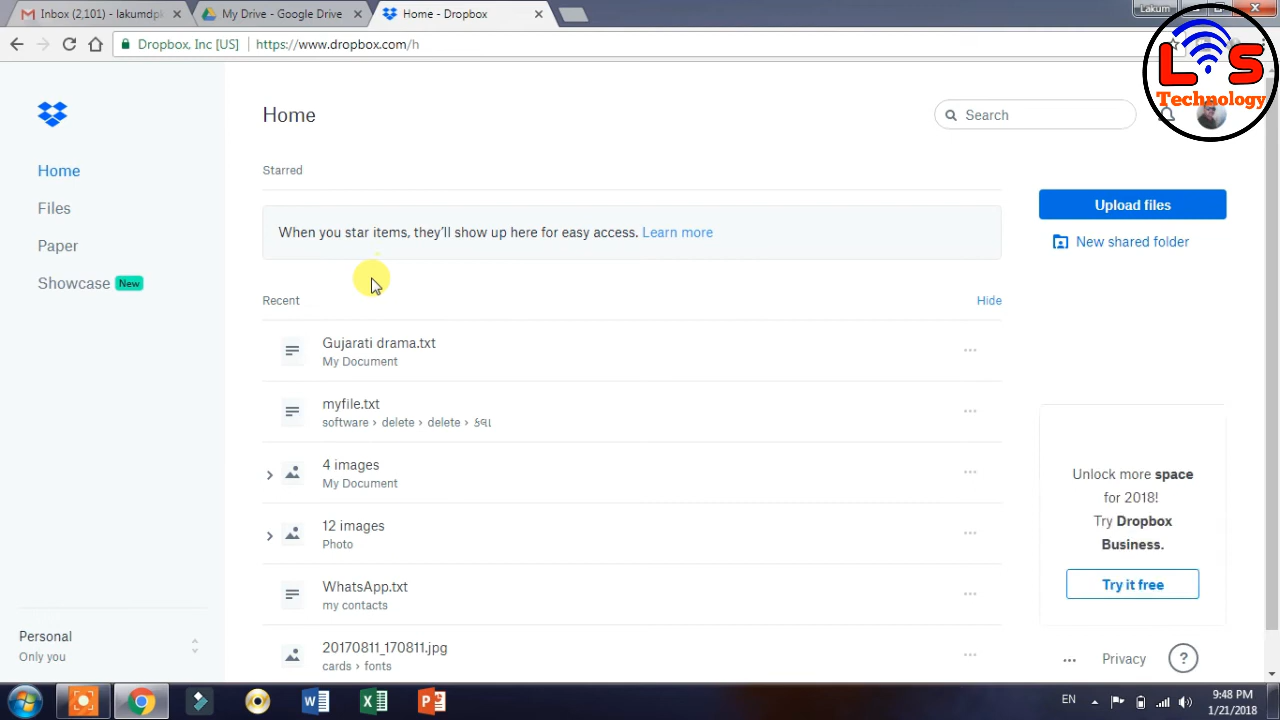 Inbox (2,101) - lakumdpk
My Drive - Google Drive
Home - Dropbox
Lakum
Dropbox, Inc [US]
https://www.dropbox.com/h
LS
Technology
Home
Search
Home
Files
Paper
Showcase New
Starred
When you star items, they'll show up here for easy access. Learn more
Upload files
New shared folder
Recent
Hide
Gujarati drama.txt
My Document
myfile.txt
software › delete › delete › કલા
4 images
My Document
12 images
Photo
WhatsApp.txt
my contacts
20170811_170811.jpg
cards › fonts
Unlock more space
for 2018!
Try Dropbox
Business.
Try it free
Personal
Only you
Privacy
?
EN
9:48 PM
1/21/2018